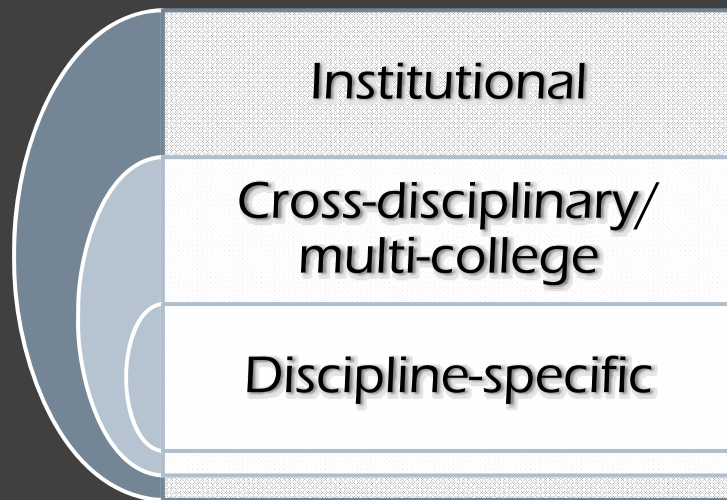 Institutional
Cross-disciplinary/
multi-college
Discipline-specific